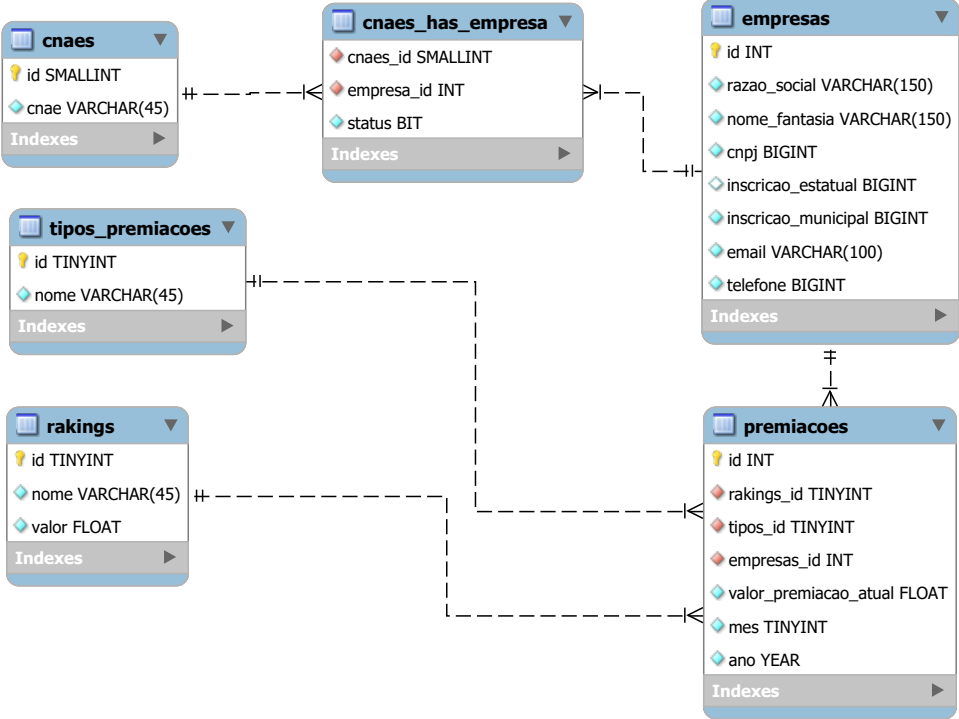 cnaes
id SMALLINT
cnae VARCHAR(45)
Indexes
cnaes_has_empresa
cnaes_id SMALLINT
empresa_id INT
status BIT
Indexes
empresas
id INT
razao_social VARCHAR(150)
nome_fantasia VARCHAR(150)
cnpj BIGINT
inscricao_estatual BIGINT
inscricao_municipal BIGINT
email VARCHAR(100)
telefone BIGINT
Indexes
tipos_premiacoes
id TINYINT
nome VARCHAR(45)
Indexes
rakings
id TINYINT
nome VARCHAR(45)
valor FLOAT
Indexes
premiacoes
id INT
rakings_id TINYINT
tipos_id TINYINT
empresas_id INT
valor_premiacao_atual FLOAT
mes TINYINT
ano YEAR
Indexes